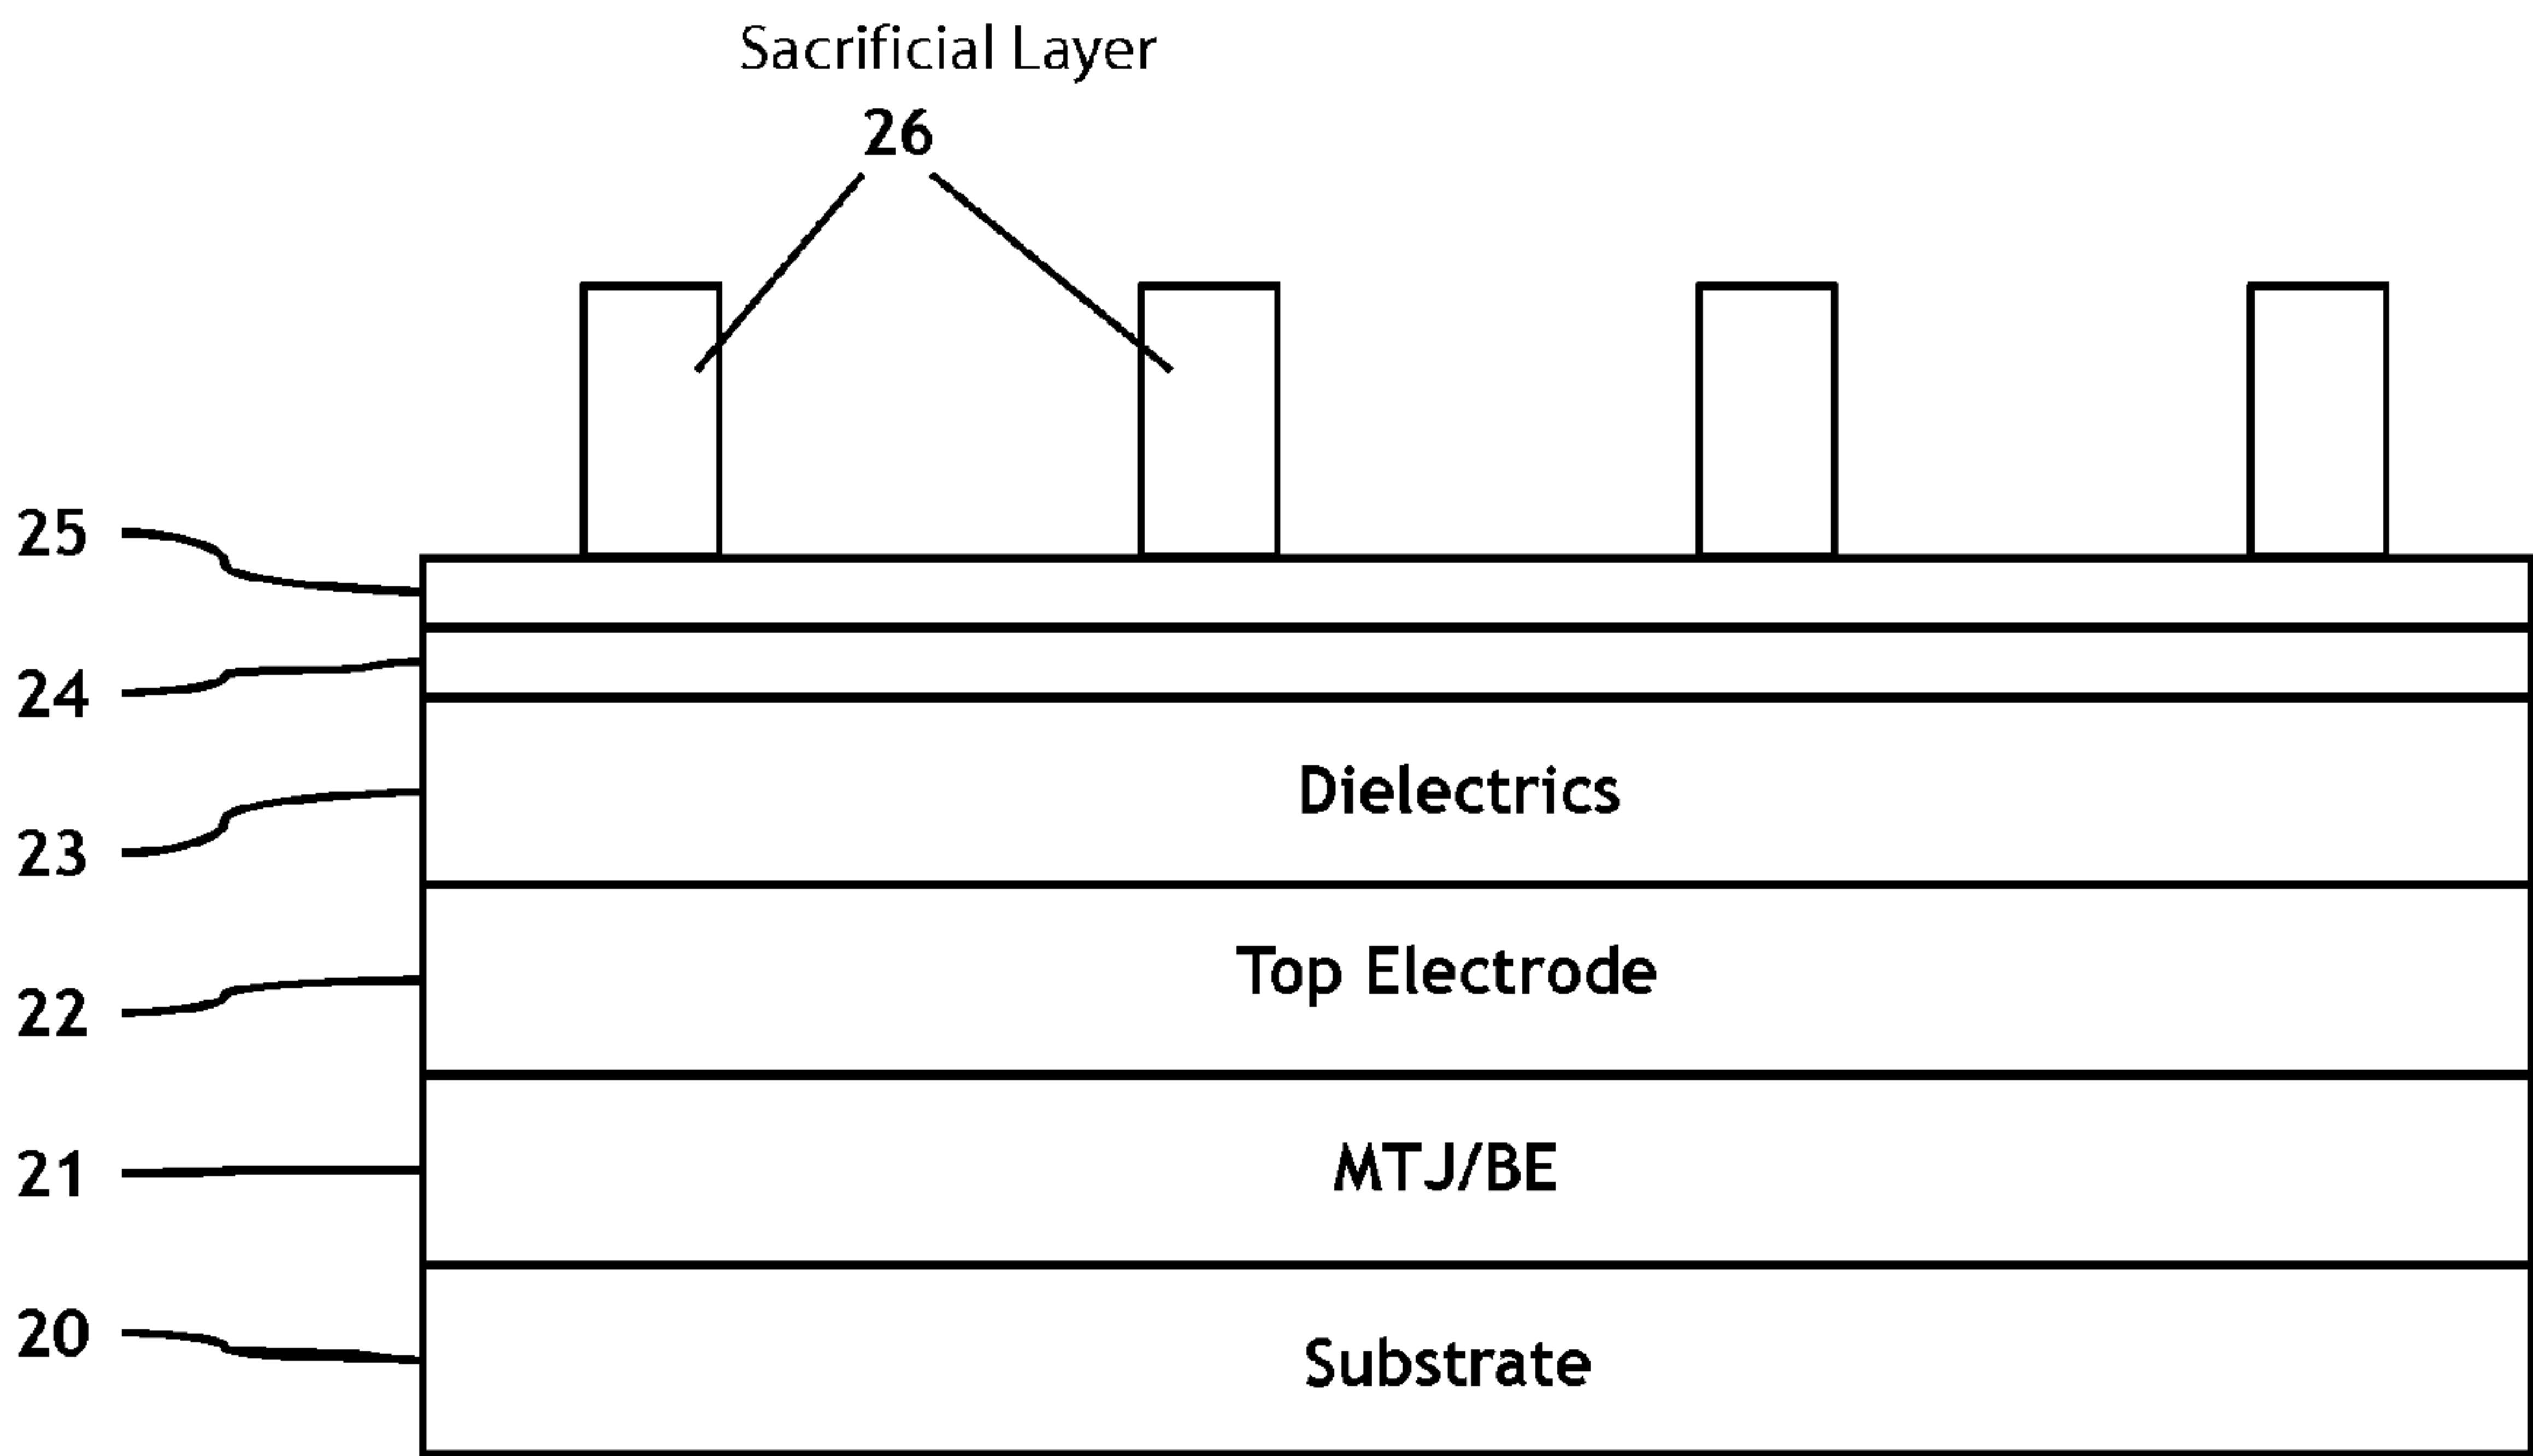 Sacrificial Layer
26
25
24
23
Dielectrics
22
Top Electrode
21
MTJ/BE
20
Substrate